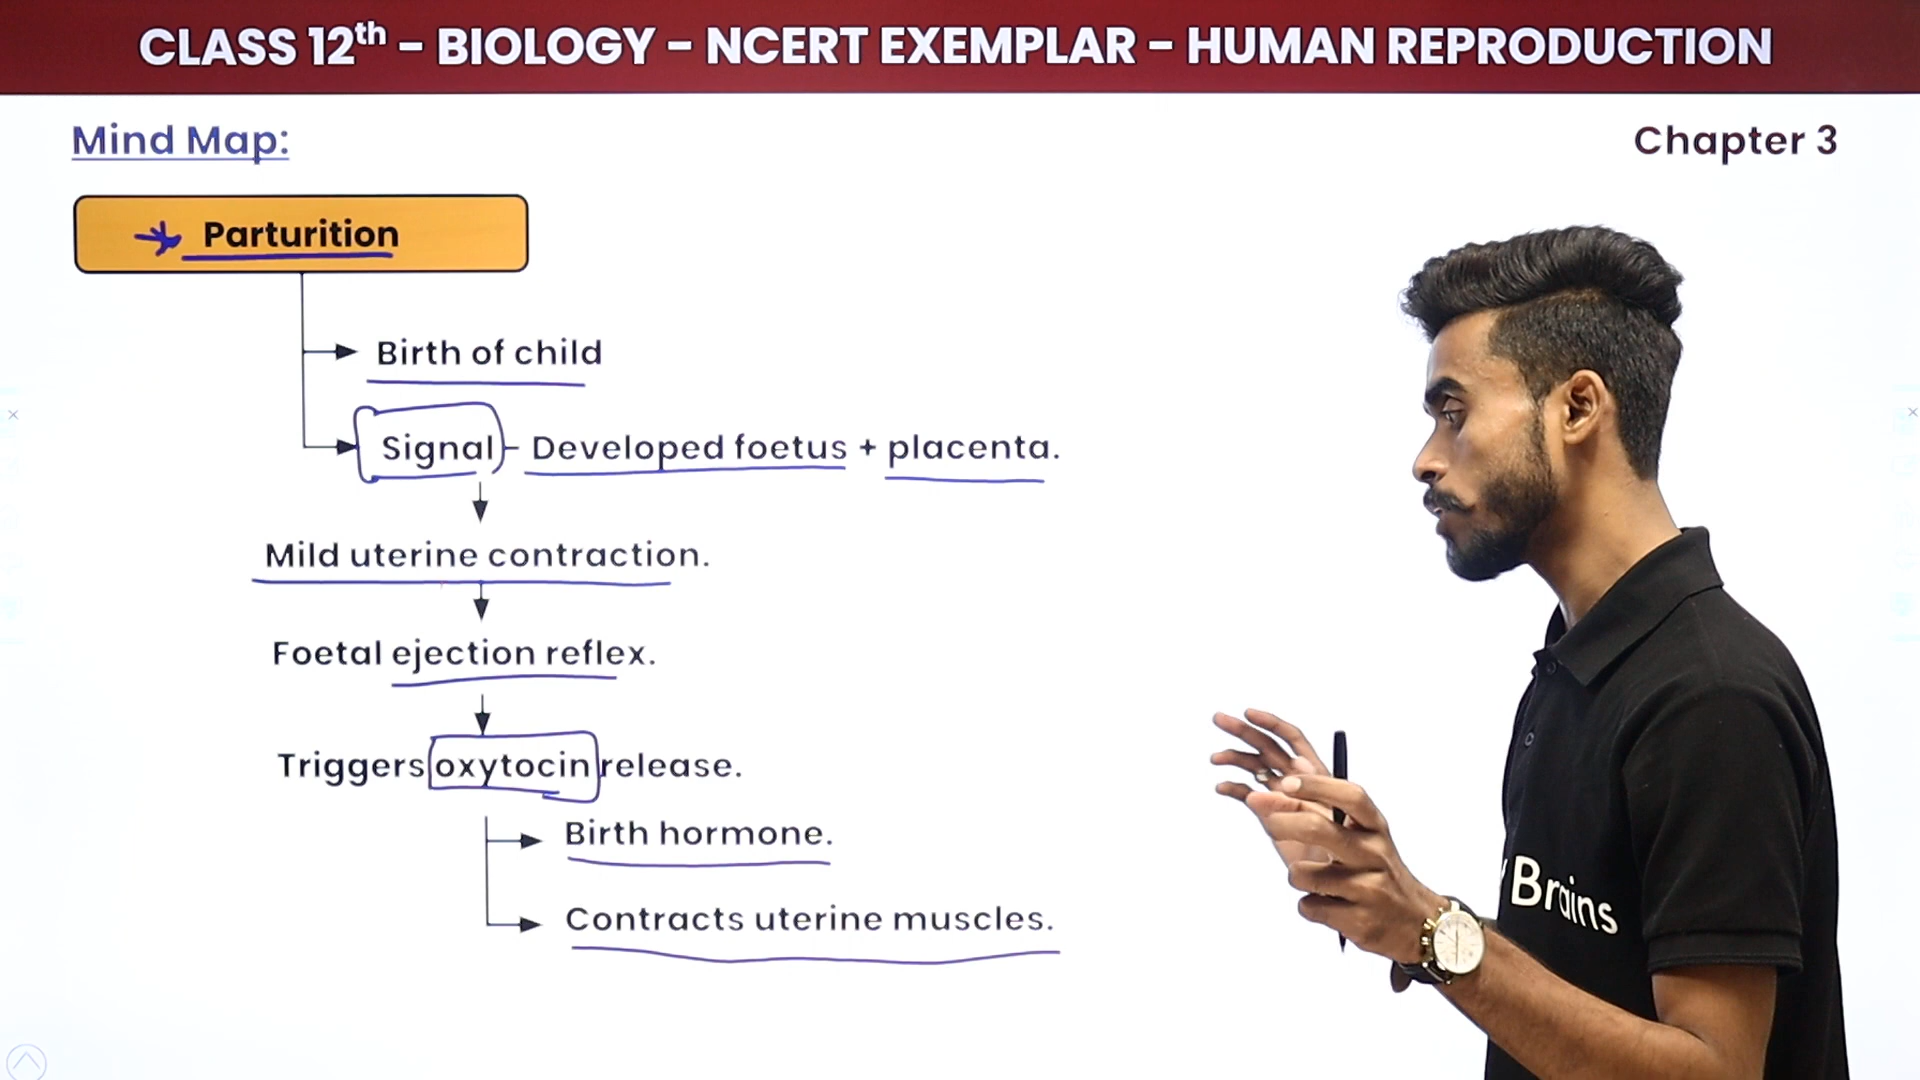 CLASS 12th – BIOLOGY – NCERT EXEMPLAR – HUMAN REPRODUCTION
Mind Map:
Chapter 3
Parturition
Birth of child
Signal - Developed foetus + placenta.
Mild uterine contraction.
Foetal ejection reflex.
Triggers oxytocin release.
Birth hormone.
Contracts uterine muscles.
Brains